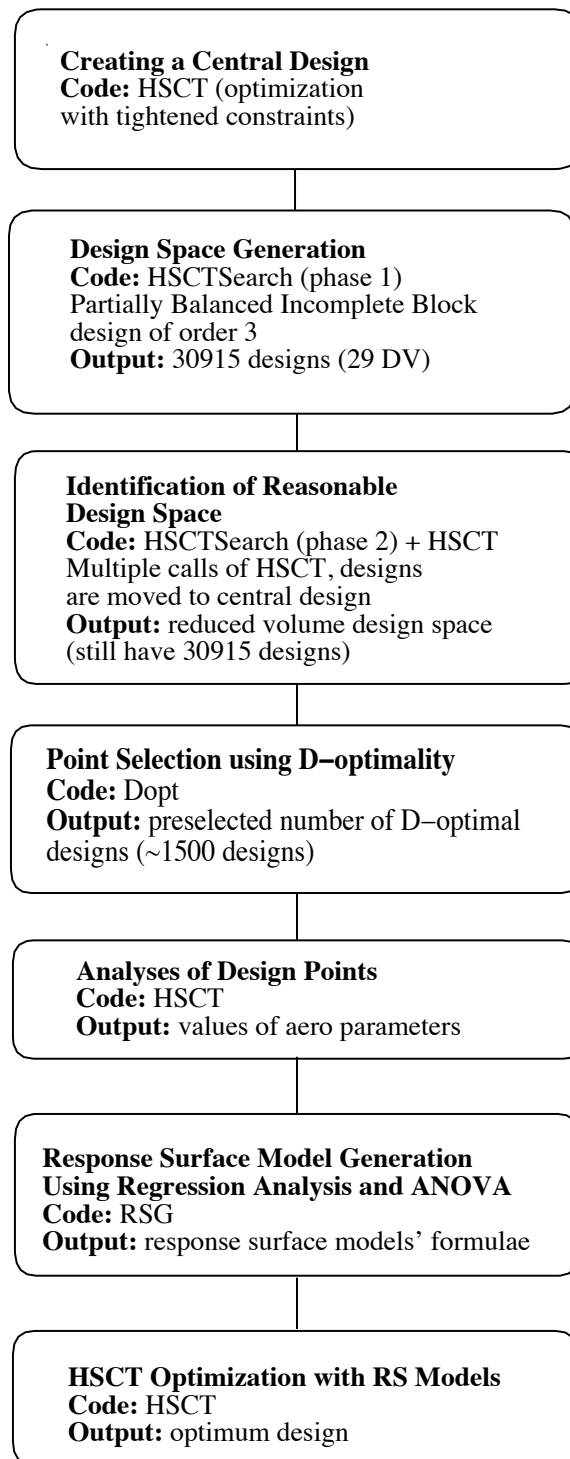 Creating a Central Design
Code: HSCT (optimization
with tightened constraints)
Design Space Generation
Code: HSCTSearch (phase 1)
Partially Balanced Incomplete Block
design of order 3
Output: 30915 designs (29 DV)
Identification of Reasonable
Design Space
Code: HSCTSearch (phase 2) + HSCT
Multiple calls of HSCT, designs
are moved to central design
Output: reduced volume design space
(still have 30915 designs)
Point Selection using D−optimality
Code: Dopt
Output: preselected number of D−optimal
designs (~1500 designs)
Analyses of Design Points
Code: HSCT
Output: values of aero parameters
Response Surface Model Generation
Using Regression Analysis and ANOVA
Code: RSG
Output: response surface models’ formulae
HSCT Optimization with RS Models
Code: HSCT
Output: optimum design